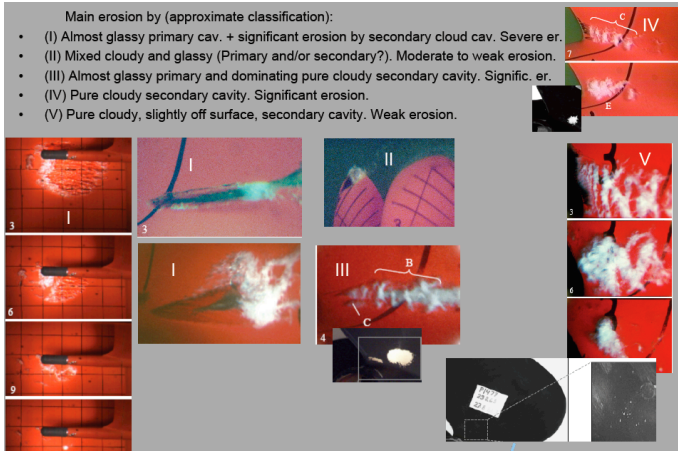 Main erosion by (approximate classification):
• (I) Almost glassy primary cav. + significant erosion by secondary cloud cav. Severe er.
• (II) Mixed cloudy and glassy (Primary and/or secondary?). Moderate to weak erosion.
• (III) Almost glassy primary and dominating pure cloudy secondary cavity. Signific. er.
• (IV) Pure cloudy secondary cavity. Significant erosion.
• (V) Pure cloudy, slightly off surface, secondary cavity. Weak erosion.
C
IV
7
E
I
3
I
3
II
V
3
6
I
III
B
C
4
6
9